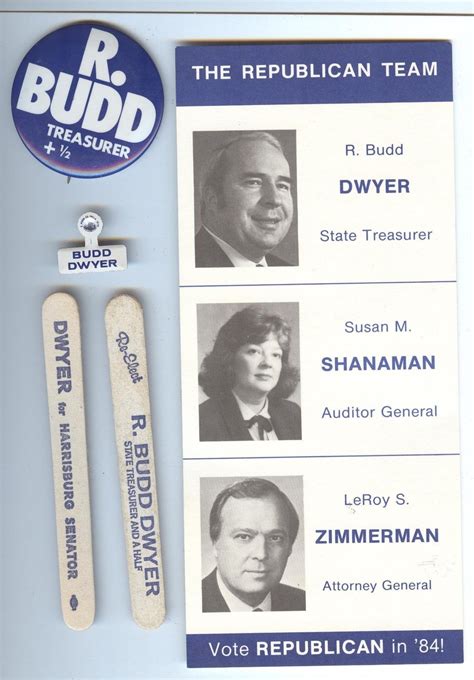 R.
BUDD
TREASURER
+ ½
BUDD
DWYER
DWYER for HARRISBURG SENATOR
Re-Elect
R. BUDD DWYER
STATE TREASURER AND A HALF
THE REPUBLICAN TEAM
R. Budd
DWYER
State Treasurer
Susan M.
SHANAMAN
Auditor General
LeRoy S.
ZIMMERMAN
Attorney General
Vote REPUBLICAN in '84!